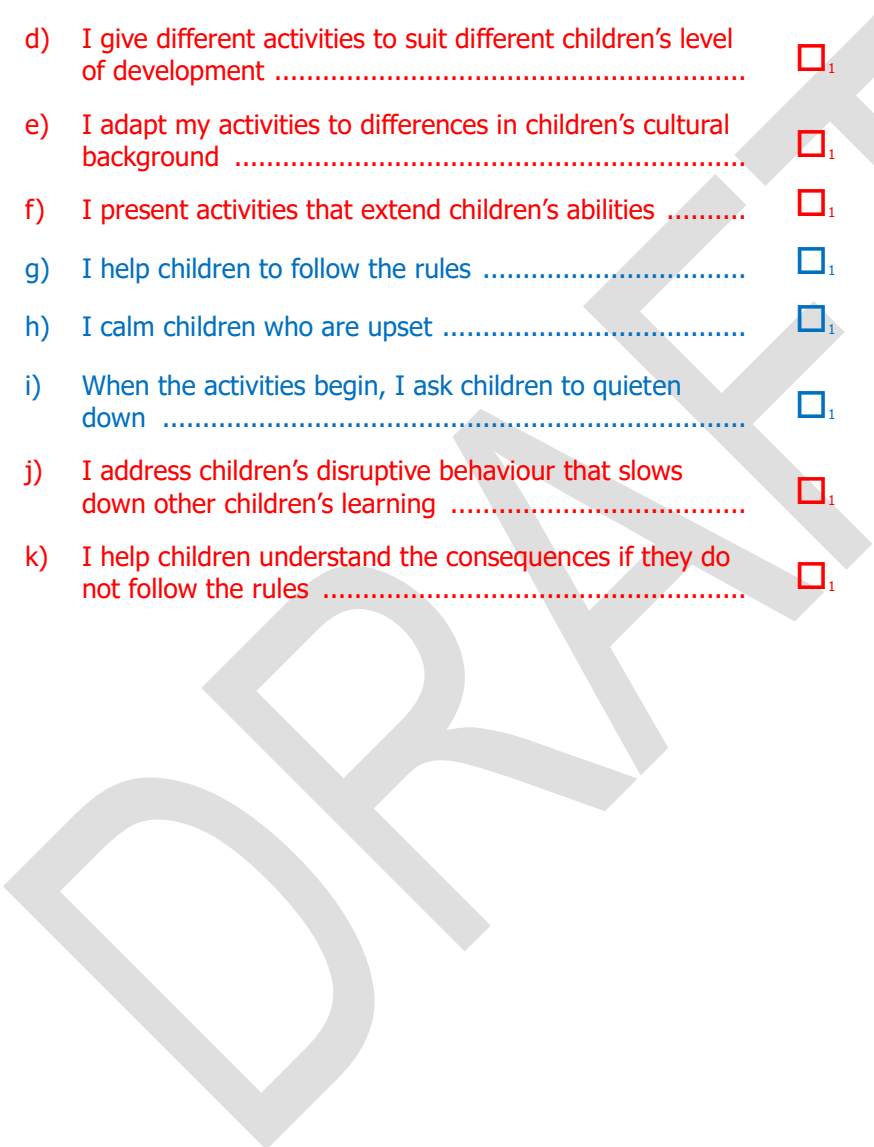 d) I give different activities to suit different children’s level
of development ........................................................... ☐1
e) I adapt my activities to differences in children’s cultural
background ................................................................ ☐1
f) I present activities that extend children’s abilities .......... ☐1
g) I help children to follow the rules ................................. ☐1
h) I calm children who are upset ...................................... ☐1
i) When the activities begin, I ask children to quieten
down ......................................................................... ☐1
j) I address children’s disruptive behaviour that slows
down other children’s learning ..................................... ☐1
k) I help children understand the consequences if they do
not follow the rules ..................................................... ☐1
DRAFT